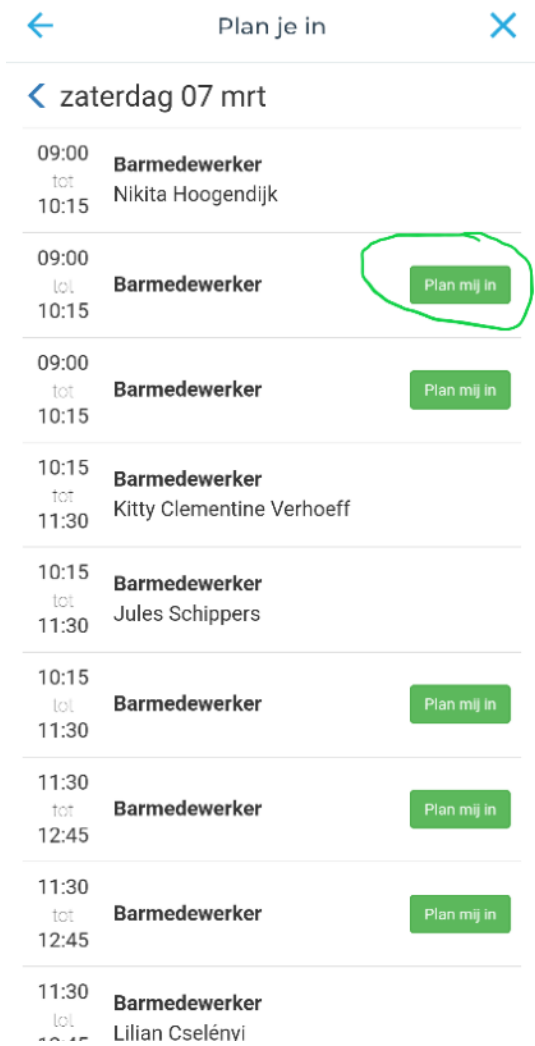 Plan je in
zaterdag 07 mrt
09:00
tot
10:15
Barmedewerker
Nikita Hoogendijk
09:00
tot
10:15
Barmedewerker
Plan mij in
09:00
tot
10:15
Barmedewerker
Plan mij in
10:15
tot
11:30
Barmedewerker
Kitty Clementine Verhoeff
10:15
tot
11:30
Barmedewerker
Jules Schippers
10:15
tot
11:30
Barmedewerker
Plan mij in
11:30
tot
12:45
Barmedewerker
Plan mij in
11:30
tot
12:45
Barmedewerker
Plan mij in
11:30
tot
Barmedewerker
Lilian Cselényi